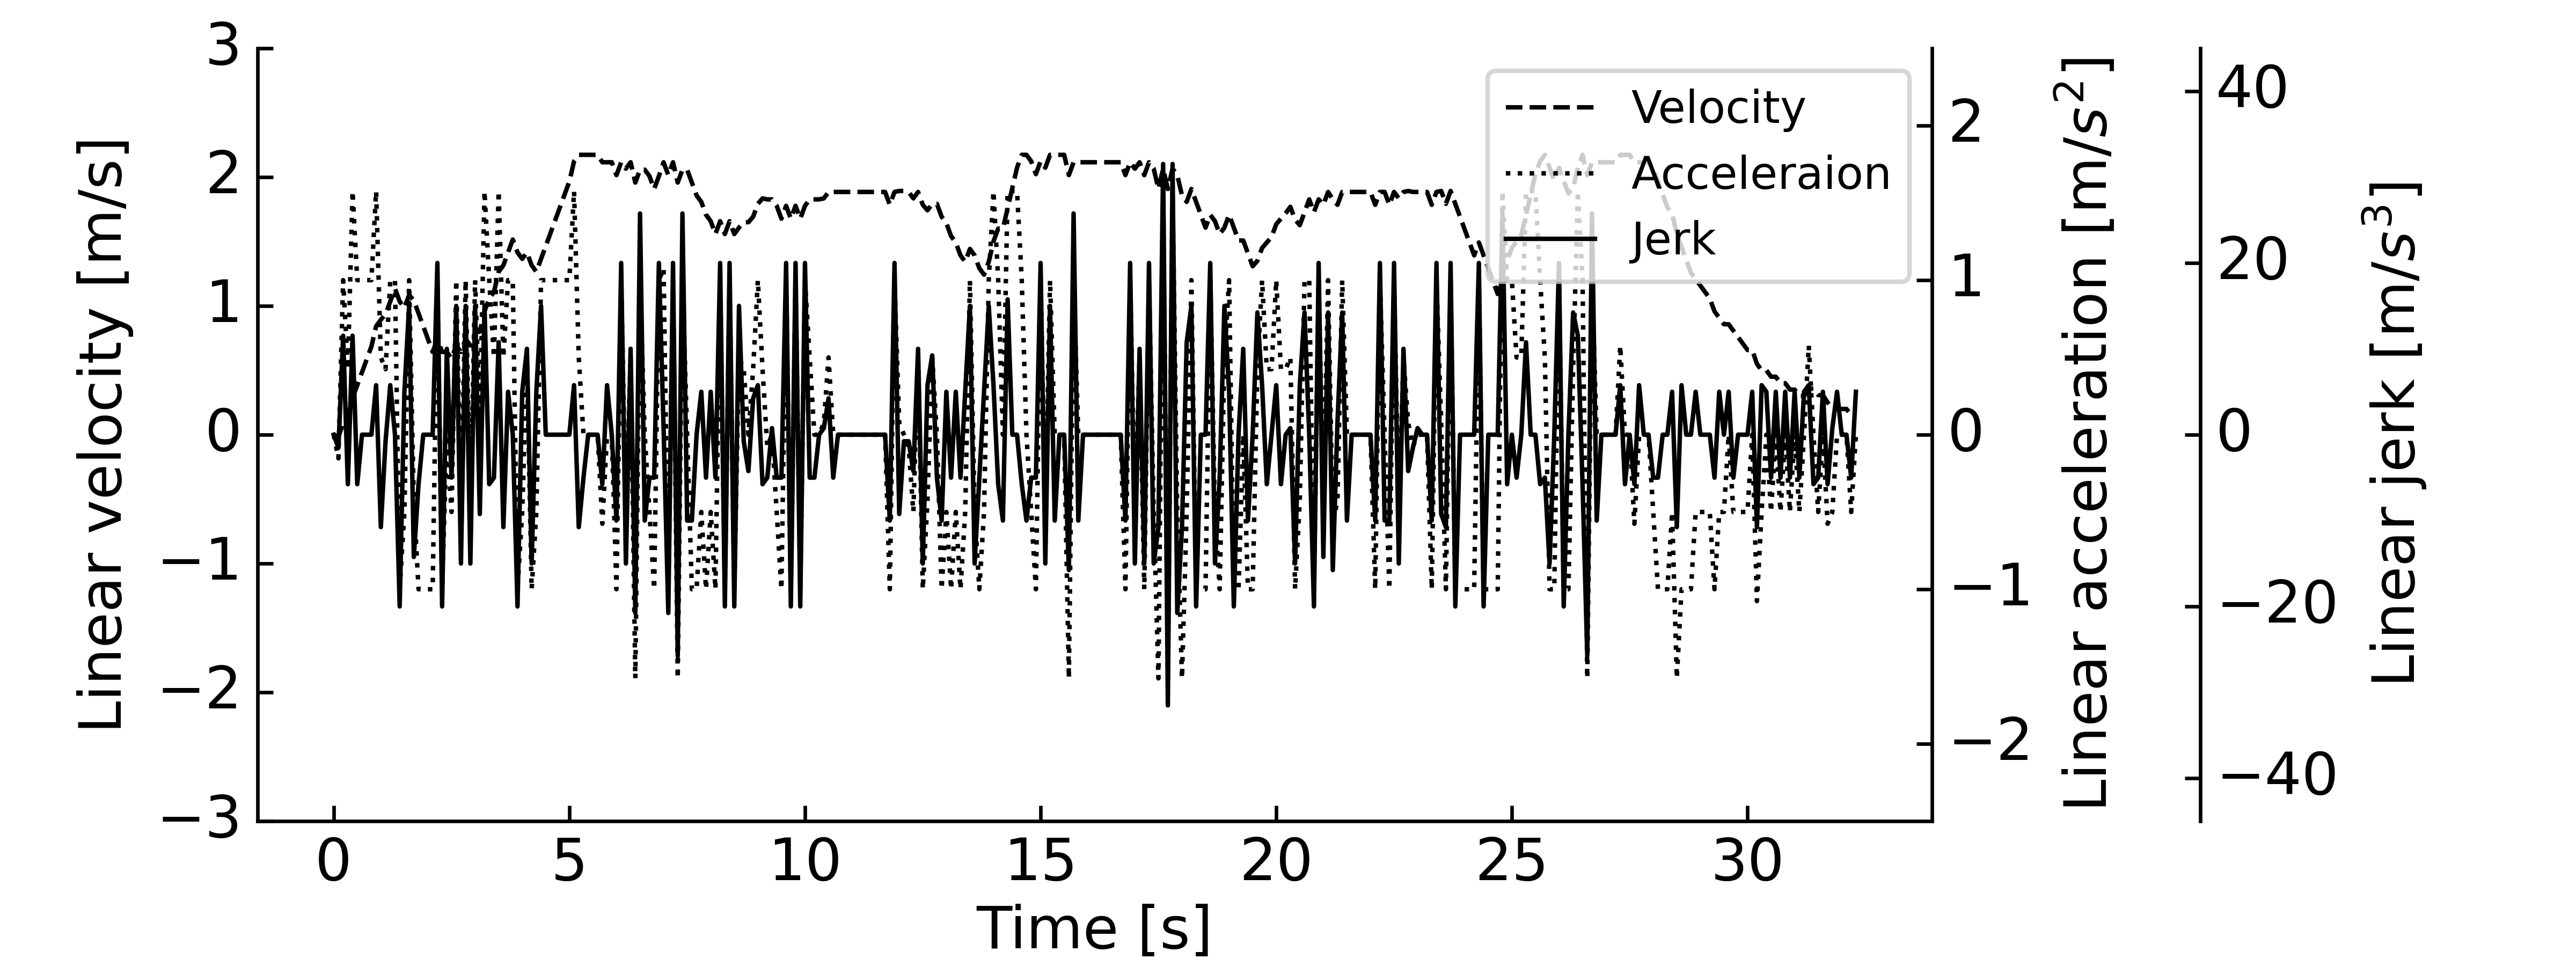 Linear velocity [m/s]
3
2
1
0
−1
−2
−3
0 5 10 15 20 25 30
Time [s]
Velocity
Acceleraion
Jerk
2
1
0
−1
−2
Linear acceleration [m/s²]
40
20
0
−20
−40
Linear jerk [m/s³]